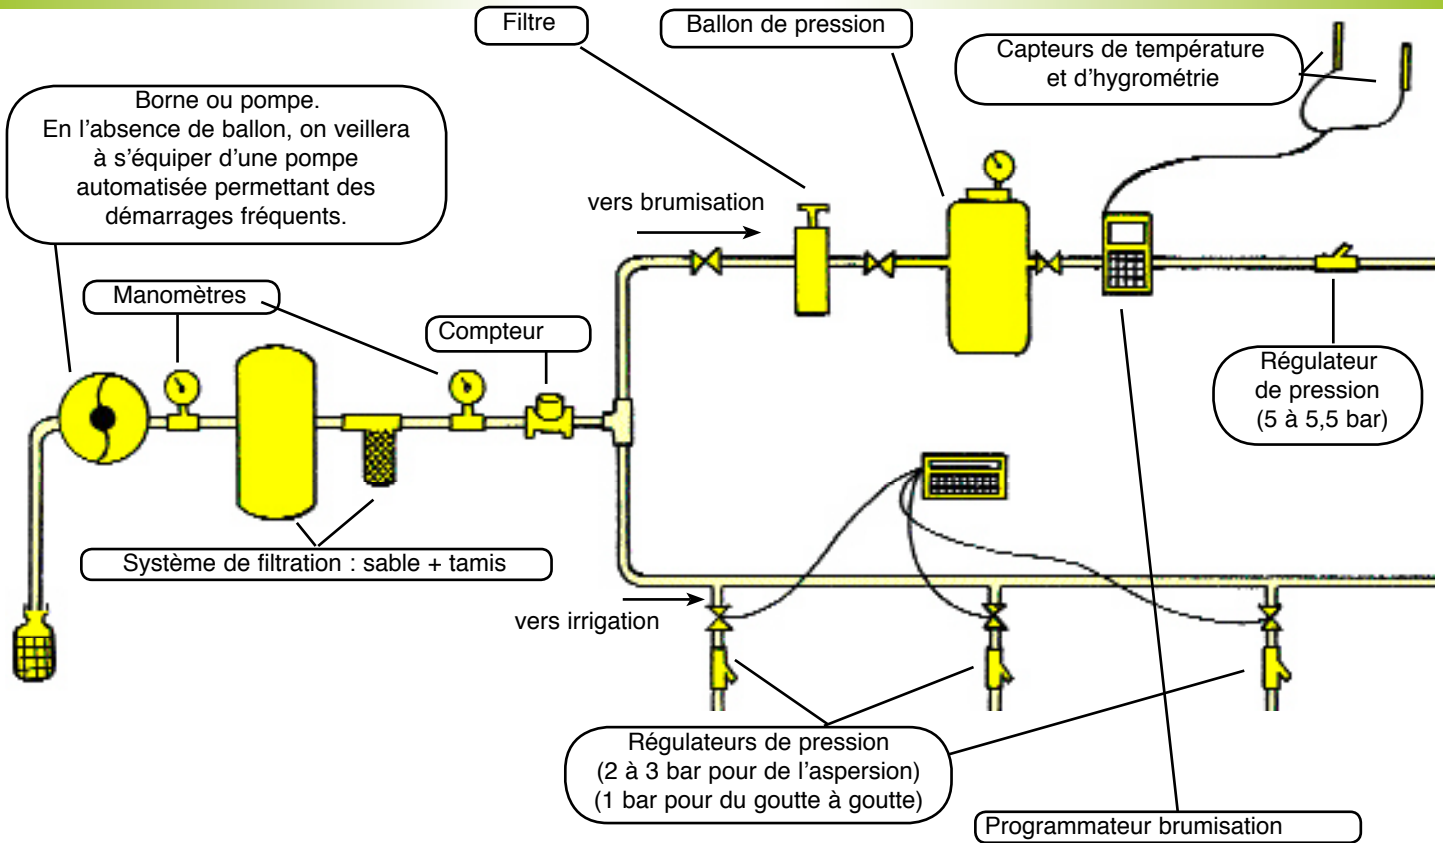 Filtre
Ballon de pression
Capteurs de température
et d'hygrométrie
Borne ou pompe.
En l'absence de ballon, on veillera
à s'équiper d'une pompe
automatisée permettant des
démarrages fréquents.
vers brumisation
Manomètres
Compteur
Régulateur
de pression
(5 à 5,5 bar)
Système de filtration : sable + tamis
vers irrigation
Régulateurs de pression
(2 à 3 bar pour de l'aspersion)
(1 bar pour du goutte à goutte)
Programmateur brumisation